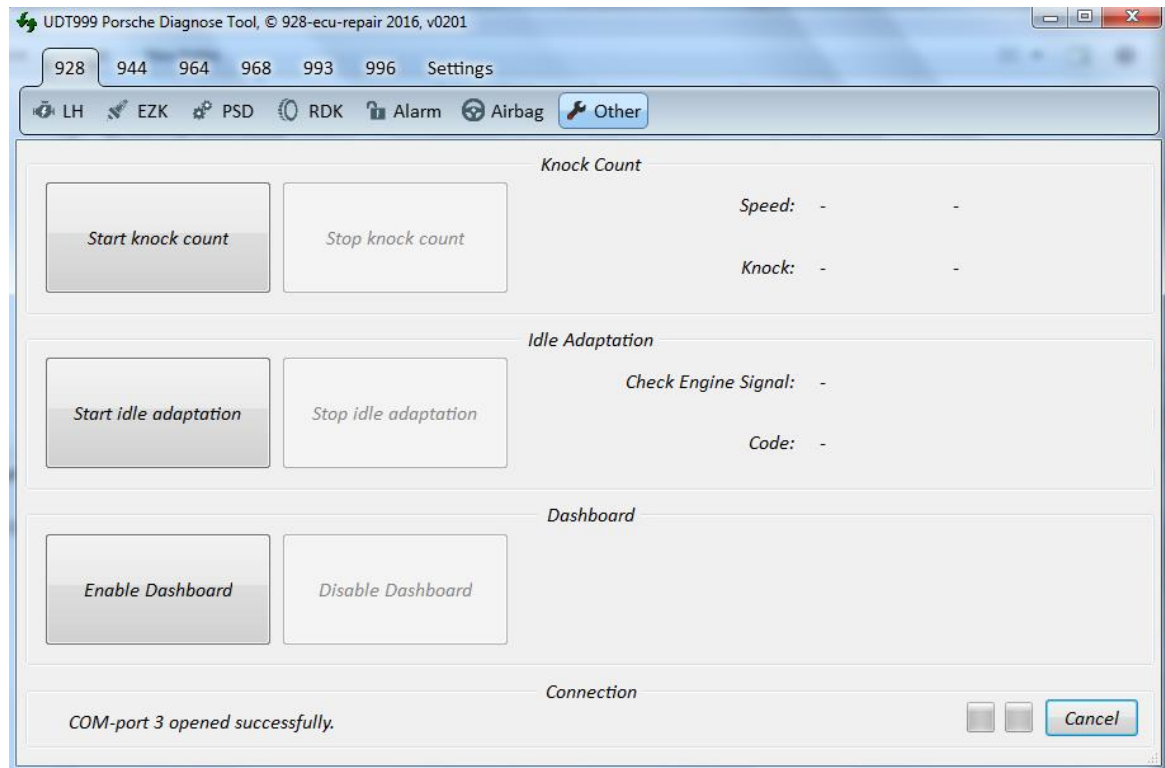 UDT999 Porsche Diagnose Tool, © 928-ecu-repair 2016, v0201
928 944 964 968 993 996 Settings
LH EZK PSD RDK Alarm Airbag Other
Knock Count
Start knock count Stop knock count Speed: - -
Knock: - -
Idle Adaptation
Start idle adaptation Stop idle adaptation Check Engine Signal: -
Code: -
Dashboard
Enable Dashboard Disable Dashboard
Connection
COM-port 3 opened successfully. Cancel